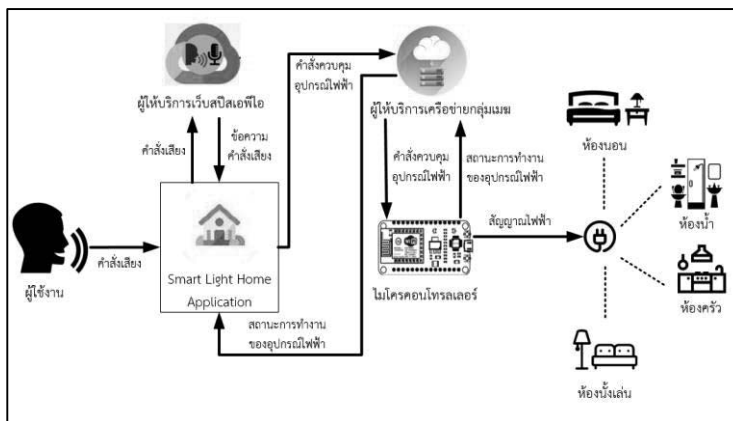 คำสั่งควบคุม
อุปกรณ์ไฟฟ้า
ผู้ให้บริการเว็บสปีสเอพีไอ
ผู้ให้บริการเครือข่ายกลุ่มเมฆ
ห้องนอน
คำสั่งเสียง
ข้อความ
คำสั่งเสียง
คำสั่งควบคุม
อุปกรณ์ไฟฟ้า
สถานะการทำงาน
ของอุปกรณ์ไฟฟ้า
ห้องน้ำ
สัญญาณไฟฟ้า
คำสั่งเสียง
ผู้ใช้งาน
Smart Light Home
Application
ไมโครคอนโทรลเลอร์
ห้องครัว
สถานะการทำงาน
ของอุปกรณ์ไฟฟ้า
ห้องนั้งเล่น